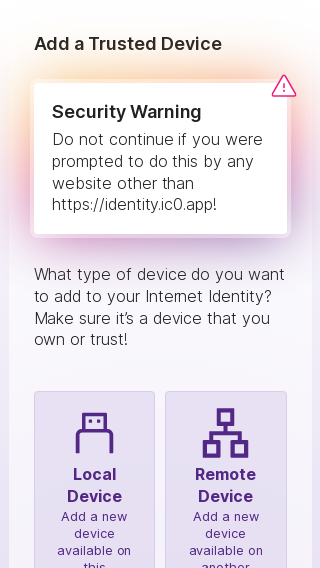 Add a Trusted Device
Security Warning
Do not continue if you were
prompted to do this by any
website other than
https://identity.ic0.app!
What type of device do you want
to add to your Internet Identity?
Make sure it's a device that you
own or trust!
Local
Device
Add a new
device
available on
this
Remote
Device
Add a new
device
available on
another